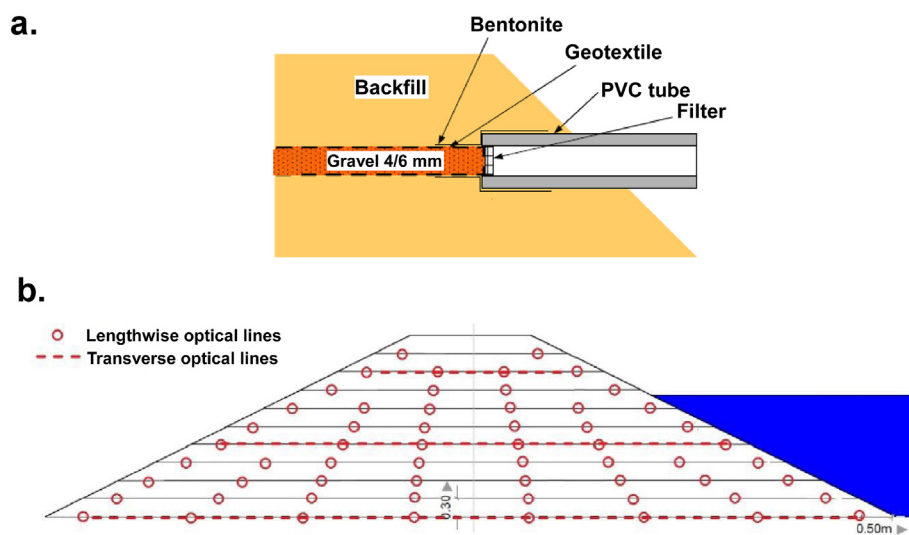 a.
Bentonite
Geotextile
PVC tube
Filter
Backfill
Gravel 4/6 mm
b.
Lengthwise optical lines
Transverse optical lines
0.30
0.50m